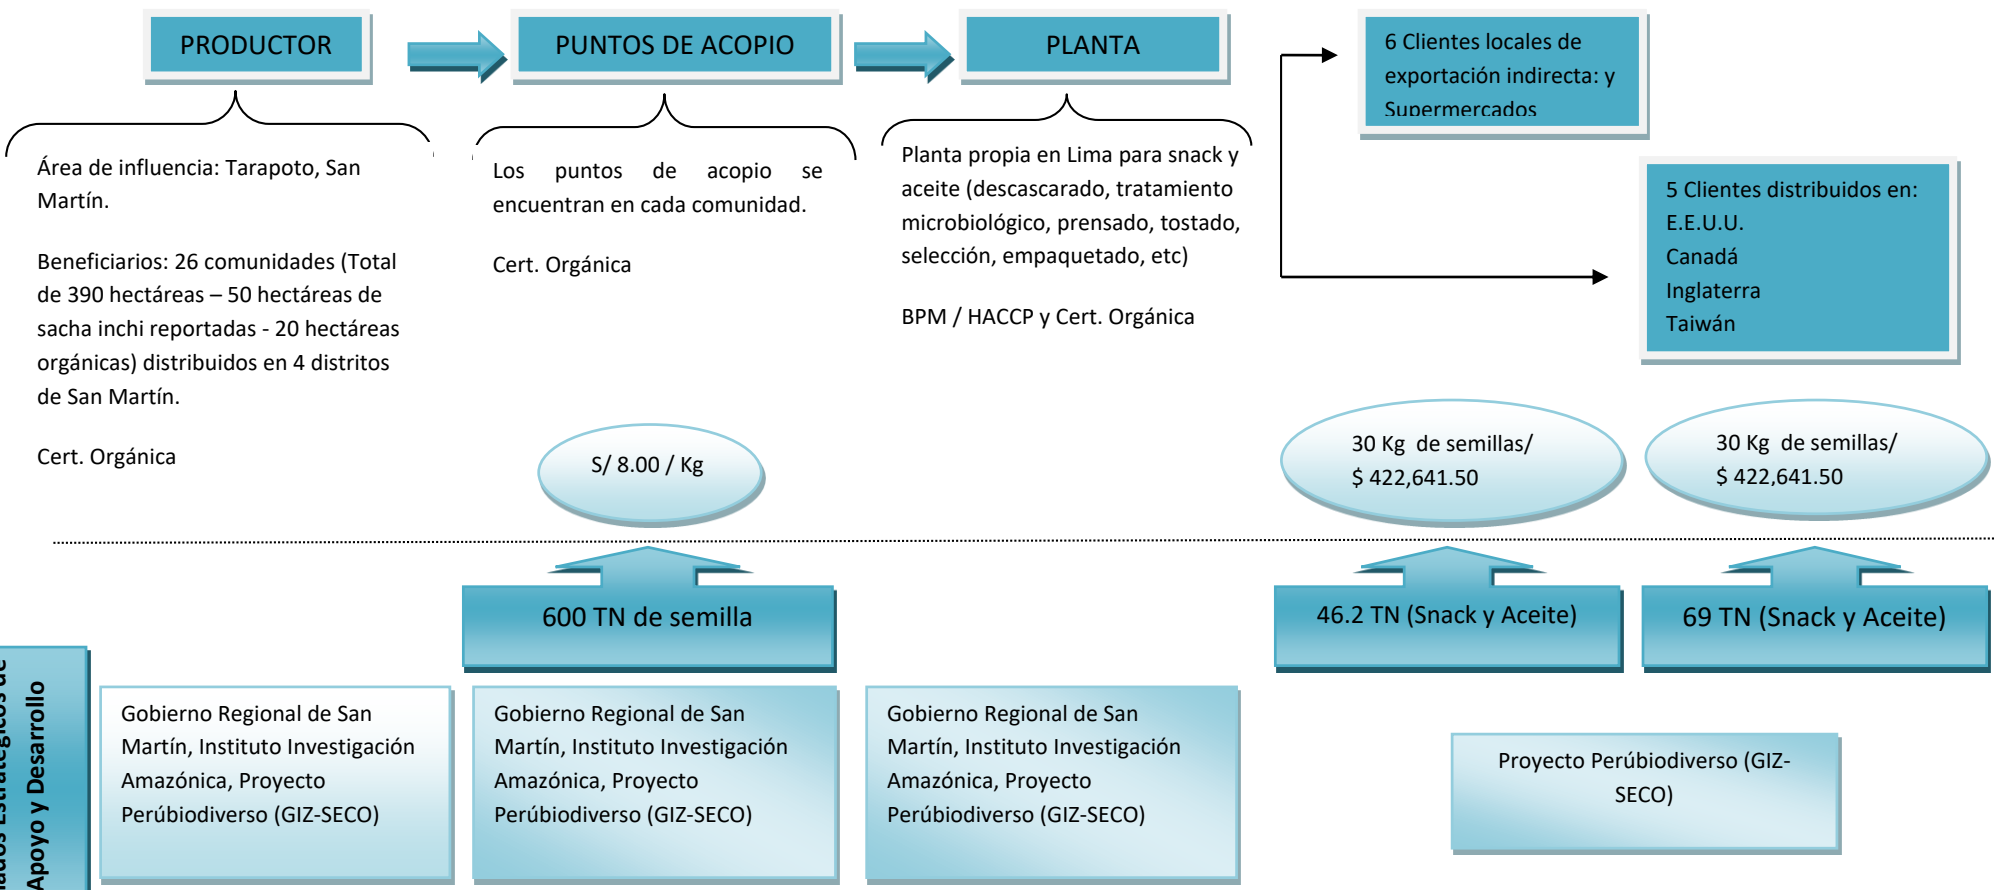 PRODUCTOR
PUNTOS DE ACOPIO
PLANTA
6 Clientes locales de
exportación indirecta: y
Supermercados
Área de influencia: Tarapoto, San
Martín.
Beneficiarios: 26 comunidades (Total
de 390 hectáreas – 50 hectáreas de
sacha inchi reportadas - 20 hectáreas
orgánicas) distribuidos en 4 distritos
de San Martín.
Cert. Orgánica
Los puntos de acopio se
encuentran en cada comunidad.
Cert. Orgánica
Planta propia en Lima para snack y
aceite (descascarado, tratamiento
microbiológico, prensado, tostado,
selección, empaquetado, etc)
BPM / HACCP y Cert. Orgánica
5 Clientes distribuidos en:
E.E.U.U.
Canadá
Inglaterra
Taiwán
S/ 8.00 / Kg
30 Kg de semillas/
$ 422,641.50
30 Kg de semillas/
$ 422,641.50
600 TN de semilla
46.2 TN (Snack y Aceite)
69 TN (Snack y Aceite)
Estratégicos de
Apoyo y Desarrollo
Gobierno Regional de San
Martín, Instituto Investigación
Amazónica, Proyecto
Perúbiodiverso (GIZ-SECO)
Gobierno Regional de San
Martín, Instituto Investigación
Amazónica, Proyecto
Perúbiodiverso (GIZ-SECO)
Gobierno Regional de San
Martín, Instituto Investigación
Amazónica, Proyecto
Perúbiodiverso (GIZ-SECO)
Proyecto Perúbiodiverso (GIZ-
SECO)